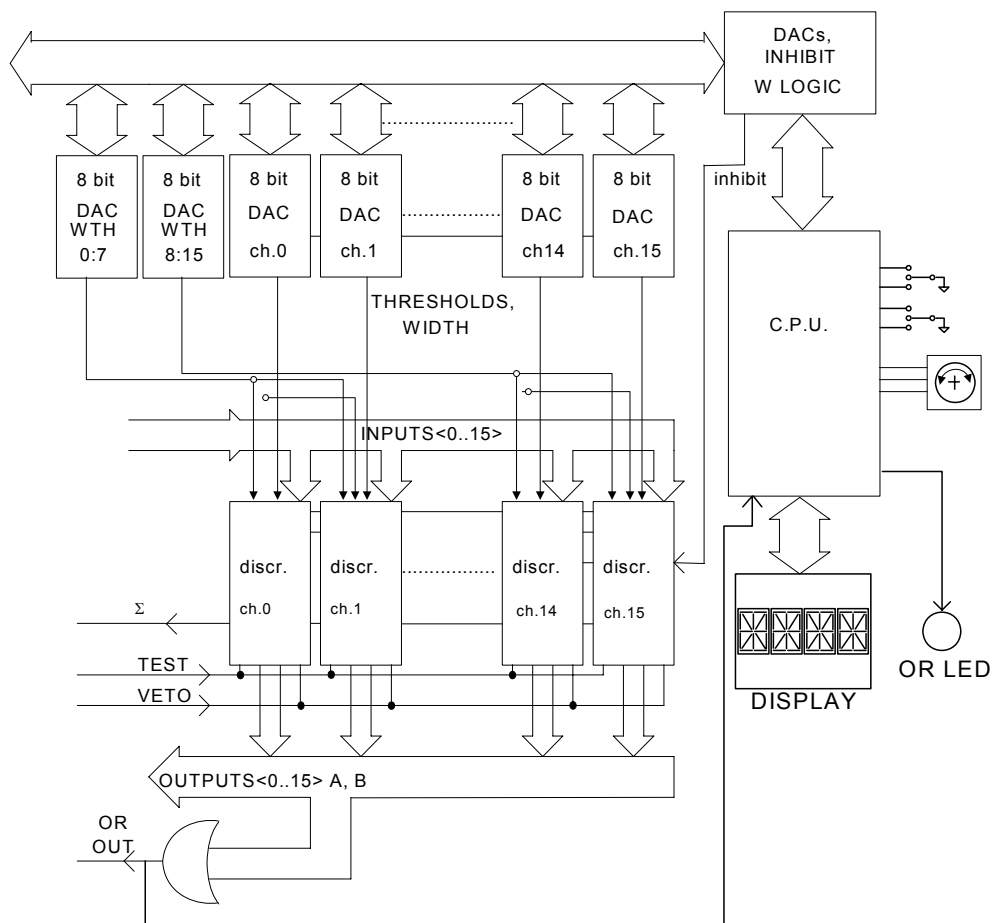 DACs,
INHIBIT
W LOGIC
8 bit
DAC
WTH
0:7
8 bit
DAC
WTH
8:15
8 bit
DAC
ch.0
8 bit
DAC
ch.1
8 bit
DAC
ch14
8 bit
DAC
ch.15
inhibit
THRESHOLDS,
WIDTH
C.P.U.
INPUTS<0..15>
discr.
ch.0
discr.
ch.1
discr.
ch.14
discr.
ch.15
Σ
TEST
VETO
DISPLAY
OR LED
OUTPUTS<0..15> A, B
OR
OUT